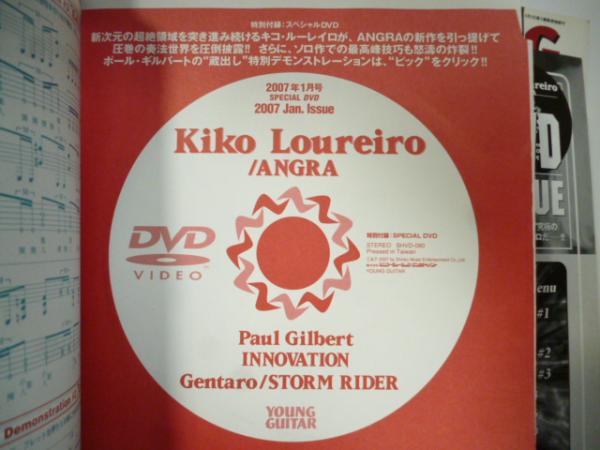 特別付録：スペシャルDVD
新次元の超絶領域を突き進み続けるキコ・ルーレイロが、ANGRAの新作を引っ提げて
圧巻の奏法世界を圧倒披露!! さらに、ソロ作での最高峰技巧も怒濤の炸裂!!
ポール・ギルバートの“蔵出し”特別デモンストレーションは、“ピック”をクリック!!
2007年1月号
SPECIAL DVD
2007 Jan. Issue
Kiko Loureiro
/ANGRA
DVD
VIDEO
特別付録：SPECIAL DVD
STEREO SHVD-080
Pressed in Taiwan
YOUNG GUITAR
Paul Gilbert
INNOVATION
Gentaro/STORM RIDER
YOUNG
GUITAR
Demonstration
enu
#1
#2
#3